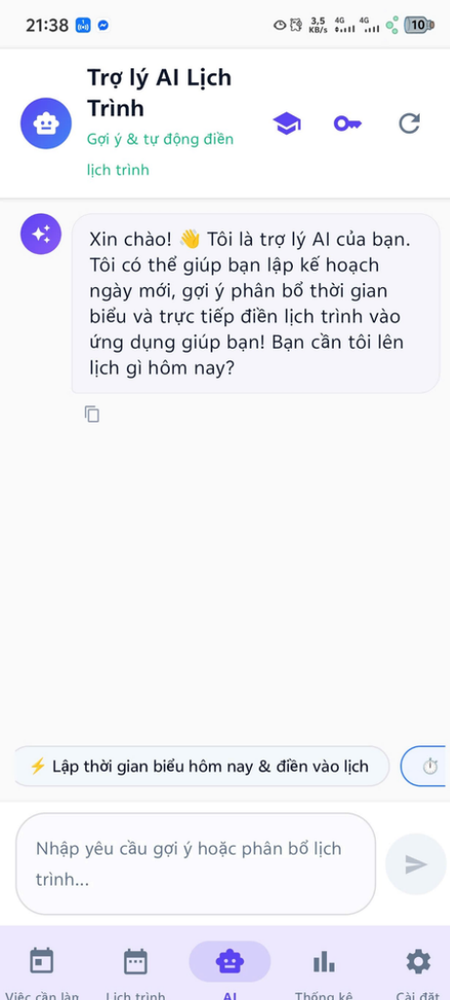 21:38
3,5 KB/s 4G 4G 10
Trợ lý AI Lịch
Trình
Gợi ý & tự động điền
lịch trình
Xin chào! 👋 Tôi là trợ lý AI của bạn.
Tôi có thể giúp bạn lập kế hoạch
ngày mới, gợi ý phân bổ thời gian
biểu và trực tiếp điền lịch trình vào
ứng dụng giúp bạn! Bạn cần tôi lên
lịch gì hôm nay?
⚡ Lập thời gian biểu hôm nay & điền vào lịch
Nhập yêu cầu gợi ý hoặc phân bổ lịch
trình...
Việc cần làm Lịch trình AI Thống kê Cài đặt